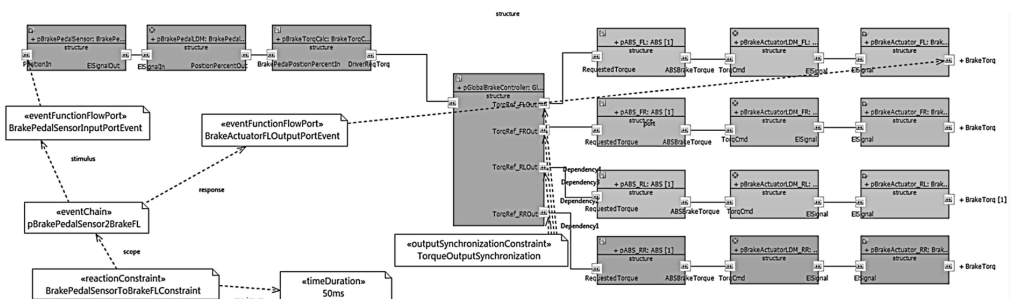 structure
+ pBrakePedalSensor: BrakePe...
structure
PositionIn
ElSignalOut
+ pBrakePedalLDM: BrakePedal...
structure
ElSignalIn
PositionPercentOut
+ pBrakeTorqCalc: BrakeTorqC...
structure
BrakePedalPositionPercentIn
DriverReqTorq
+ pGlobalBrakeController: Gl...
structure
TorqRef_FLOut
TorqRef_FROut
TorqRef_RLOut
TorqRef_RROut
+ pABS_FL: ABS [1]
structure
RequestedTorque
ABSBrakeTorque
+ pBrakeActuatorLDM_FL: ...
structure
TorqCmd
ElSignal
+ pBrakeActuator_FL: Brak...
structure
ElSignal
+ BrakeTorq
+ pABS_FR: ABS [1]
structure
port
RequestedTorque
ABSBrakeTorque
+ pBrakeActuatorLDM_FR: ...
structure
TorqCmd
ElSignal
+ pBrakeActuator_FR: Brak...
structure
ElSignal
+ BrakeTorq
+ pABS_RL: ABS [1]
structure
RequestedTorque
ABSBrakeTorque
+ pBrakeActuatorLDM_RL: ...
structure
TorqCmd
ElSignal
+ pBrakeActuator_RL: Brak...
structure
ElSignal
+ BrakeTorq [1]
+ pABS_RR: ABS [1]
structure
RequestedTorque
ABSBrakeTorque
+ pBrakeActuatorLDM_RR: ...
structure
TorqCmd
ElSignal
+ pBrakeActuator_RR: Brak...
structure
ElSignal
+ BrakeTorq
«eventFunctionFlowPort»
BrakePedalSensorInputPortEvent
«eventFunctionFlowPort»
BrakeActuatorFLOutputPortEvent
stimulus
response
«eventChain»
pBrakePedalSensor2BrakeFL
scope
«reactionConstraint»
BrakePedalSensorToBrakeFLConstraint
«timeDuration»
50ms
«outputSynchronizationConstraint»
TorqueOutputSynchronization
Dependency3
Dependency1